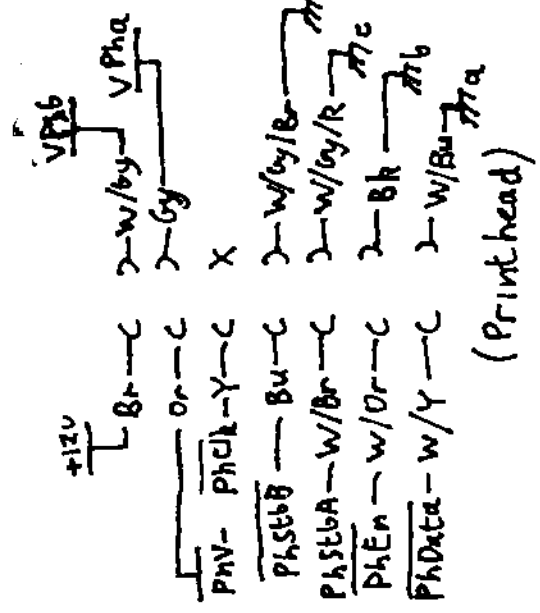 VPhb
+12V Br W/Gy VPha
Or Gy
PhV- PhClk Y X
PhStbB Bu W/Gy/Br
PhStbA W/Br W/Gy/R c
PhEn W/Or Bk b
PhData W/Y W/Bu a
(Printhead)